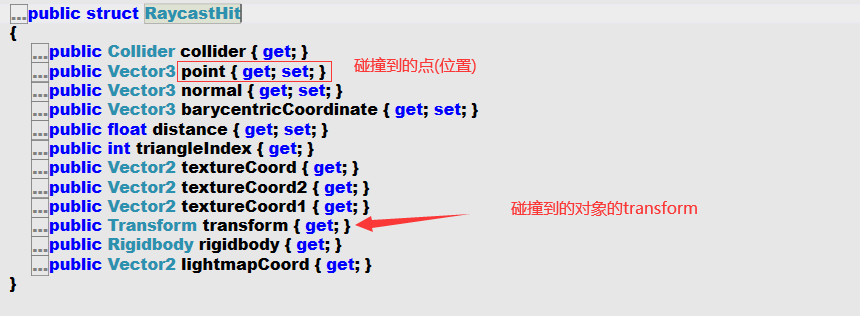 ...public struct RaycastHit
{
...public Collider collider { get; }
...public Vector3 point { get; set; } 碰撞到的点(位置)
...public Vector3 normal { get; set; }
...public Vector3 barycentricCoordinate { get; set; }
...public float distance { get; set; }
...public int triangleIndex { get; }
...public Vector2 textureCoord { get; }
...public Vector2 textureCoord2 { get; }
...public Vector2 textureCoord1 { get; }
碰撞到的对象的transform
...public Transform transform { get; }
...public Rigidbody rigidbody { get; }
...public Vector2 lightmapCoord { get; }
}